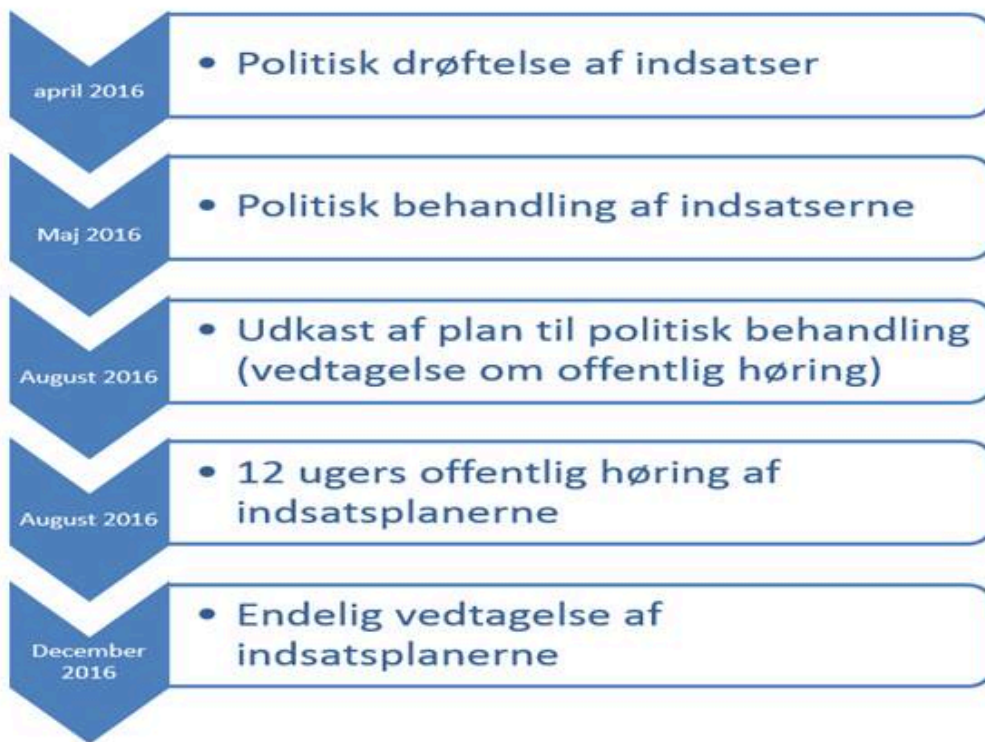 april 2016
• Politisk drøftelse af indsatser
Maj 2016
• Politisk behandling af indsatserne
August 2016
• Udkast af plan til politisk behandling
(vedtagelse om offentlig høring)
August 2016
• 12 ugers offentlig høring af
indsatsplanerne
December
2016
• Endelig vedtagelse af
indsatsplanerne